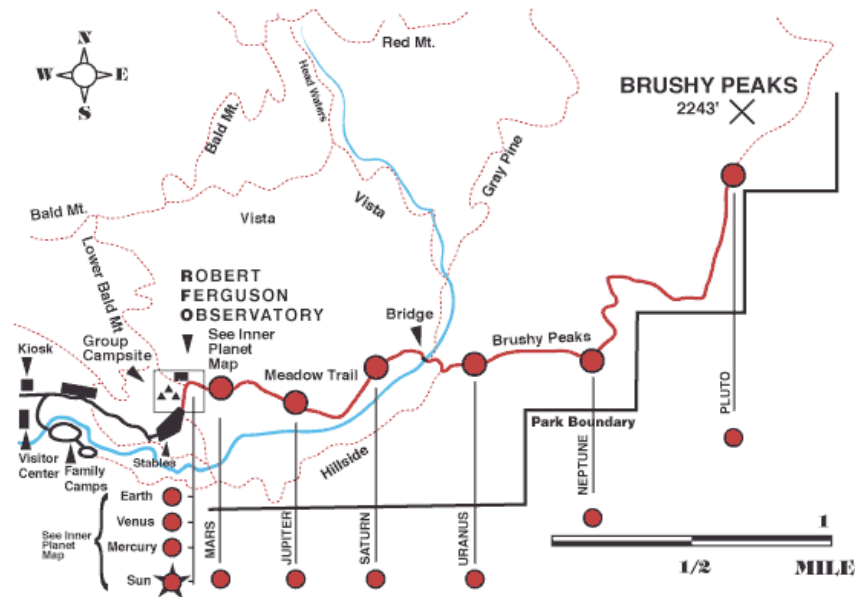 N
W E
S
Red Mt.
BRUSHY PEAKS
2243'
Head Waters
Bald Mt.
Gray Pine
Bald Mt.
Vista
Vista
Lower Bald Mt.
ROBERT
FERGUSON
OBSERVATORY
See Inner
Planet
Map
Bridge
Group
Campsite
Kiosk
Brushy Peaks
Meadow Trail
PLUTO
Park Boundary
NEPTUNE
Hillside
Visitor
Center
Family
Camps
Stables
Earth
Venus
Mercury
Sun
See Inner
Planet
Map
MARS
JUPITER
SATURN
URANUS
1
1/2
MILE